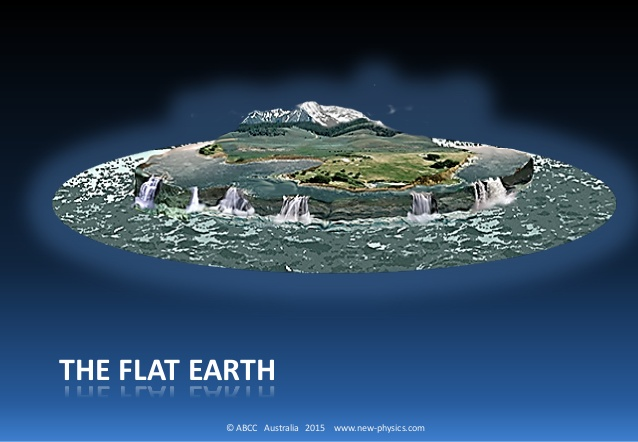 THE FLAT EARTH
© ABCC Australia 2015 www.new-physics.com